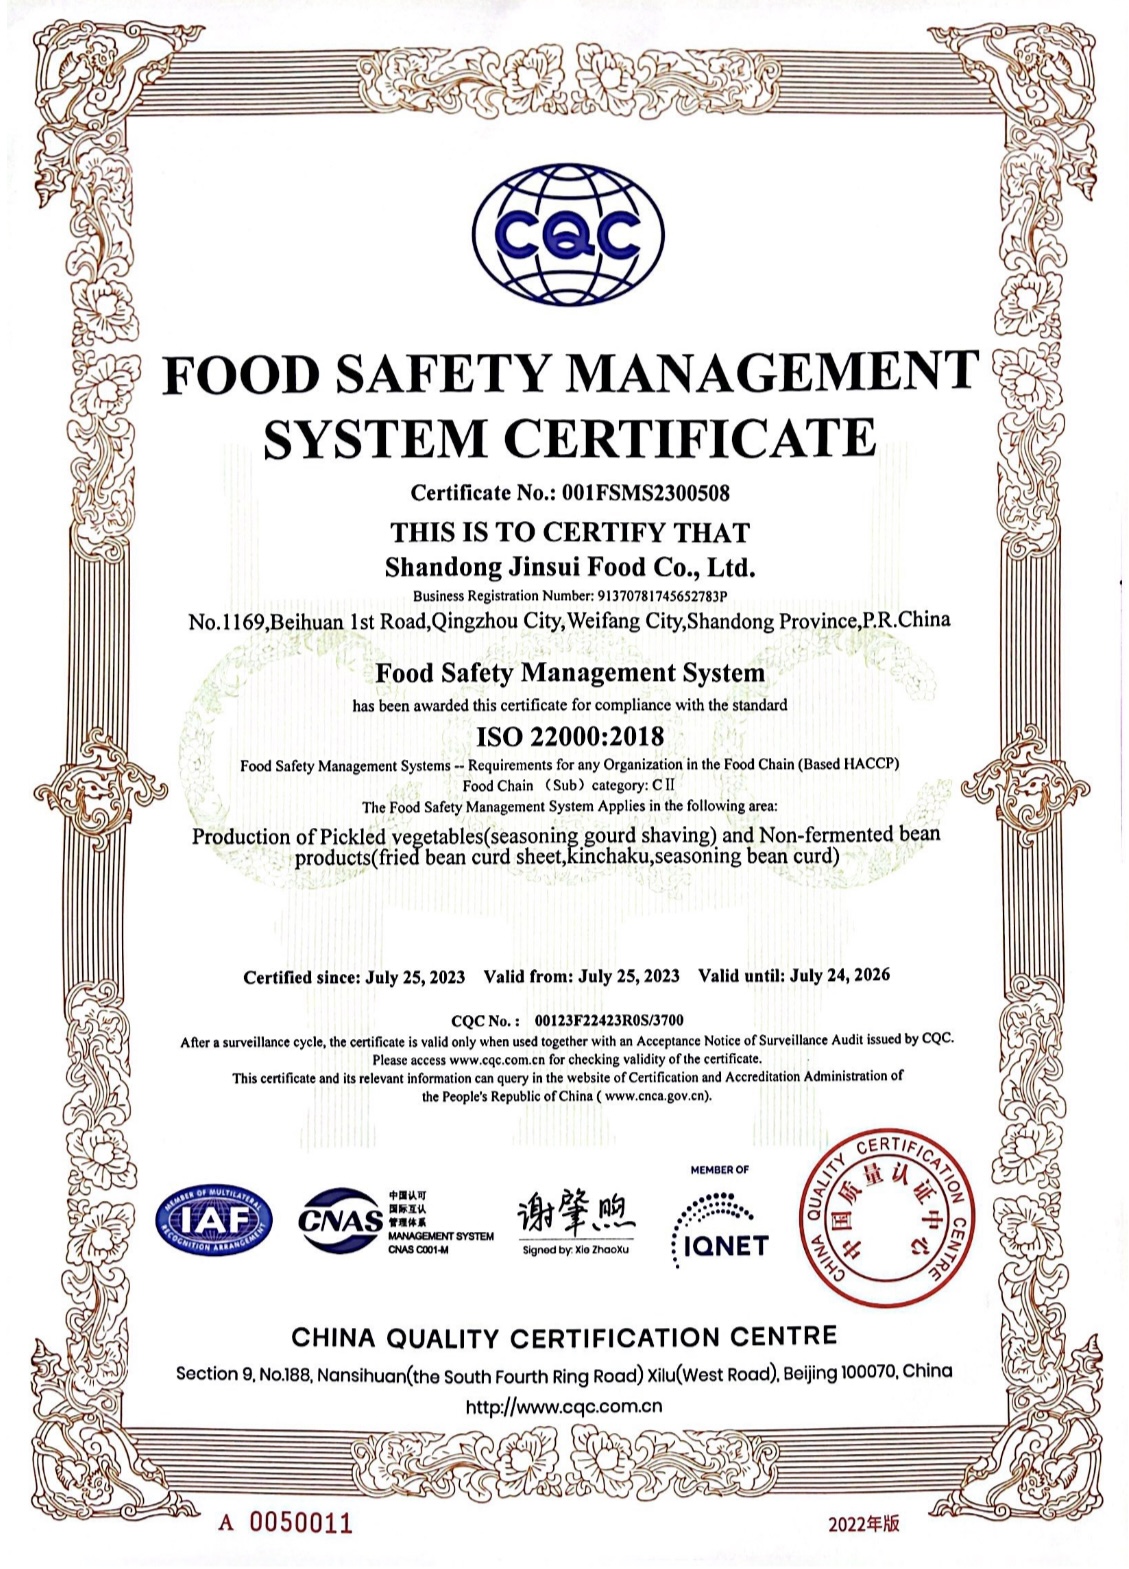 CQC
FOOD SAFETY MANAGEMENT
SYSTEM CERTIFICATE
Certificate No.: 001FSMS2300508
THIS IS TO CERTIFY THAT
Shandong Jinsui Food Co., Ltd.
Business Registration Number: 91370781745652783P
No.1169,Beihuan 1st Road,Qingzhou City,Weifang City,Shandong Province,P.R.China
Food Safety Management System
has been awarded this certificate for compliance with the standard
ISO 22000:2018
Food Safety Management Systems -- Requirements for any Organization in the Food Chain (Based HACCP)
Food Chain （Sub）category: CⅡ
The Food Safety Management System Applies in the following area:
Production of Pickled vegetables(seasoning gourd shaving) and Non-fermented bean
products(fried bean curd sheet,kinchaku,seasoning bean curd)
Certified since: July 25, 2023 Valid from: July 25, 2023 Valid until: July 24, 2026
CQC No.: 00123F22423R0S/3700
After a surveillance cycle, the certificate is valid only when used together with an Acceptance Notice of Surveillance Audit issued by CQC.
Please access www.cqc.com.cn for checking validity of the certificate.
This certificate and its relevant information can query in the website of Certification and Accreditation Administration of
the People's Republic of China ( www.cnca.gov.cn).
MEMBER OF MULTILATERAL
IAF
RECOGNITION ARRANGEMENT
CNAS
中国认可
国际互认
管理体系
MANAGEMENT SYSTEM
CNAS C001-M
谢肇煦
Signed by: Xie ZhaoXu
MEMBER OF
IQNET
CHINA QUALITY CERTIFICATION CENTRE
中国质量认证中心
CHINA QUALITY CERTIFICATION CENTRE
Section 9, No.188, Nansihuan(the South Fourth Ring Road) Xilu(West Road), Beijing 100070, China
http://www.cqc.com.cn
A 0050011
2022年版